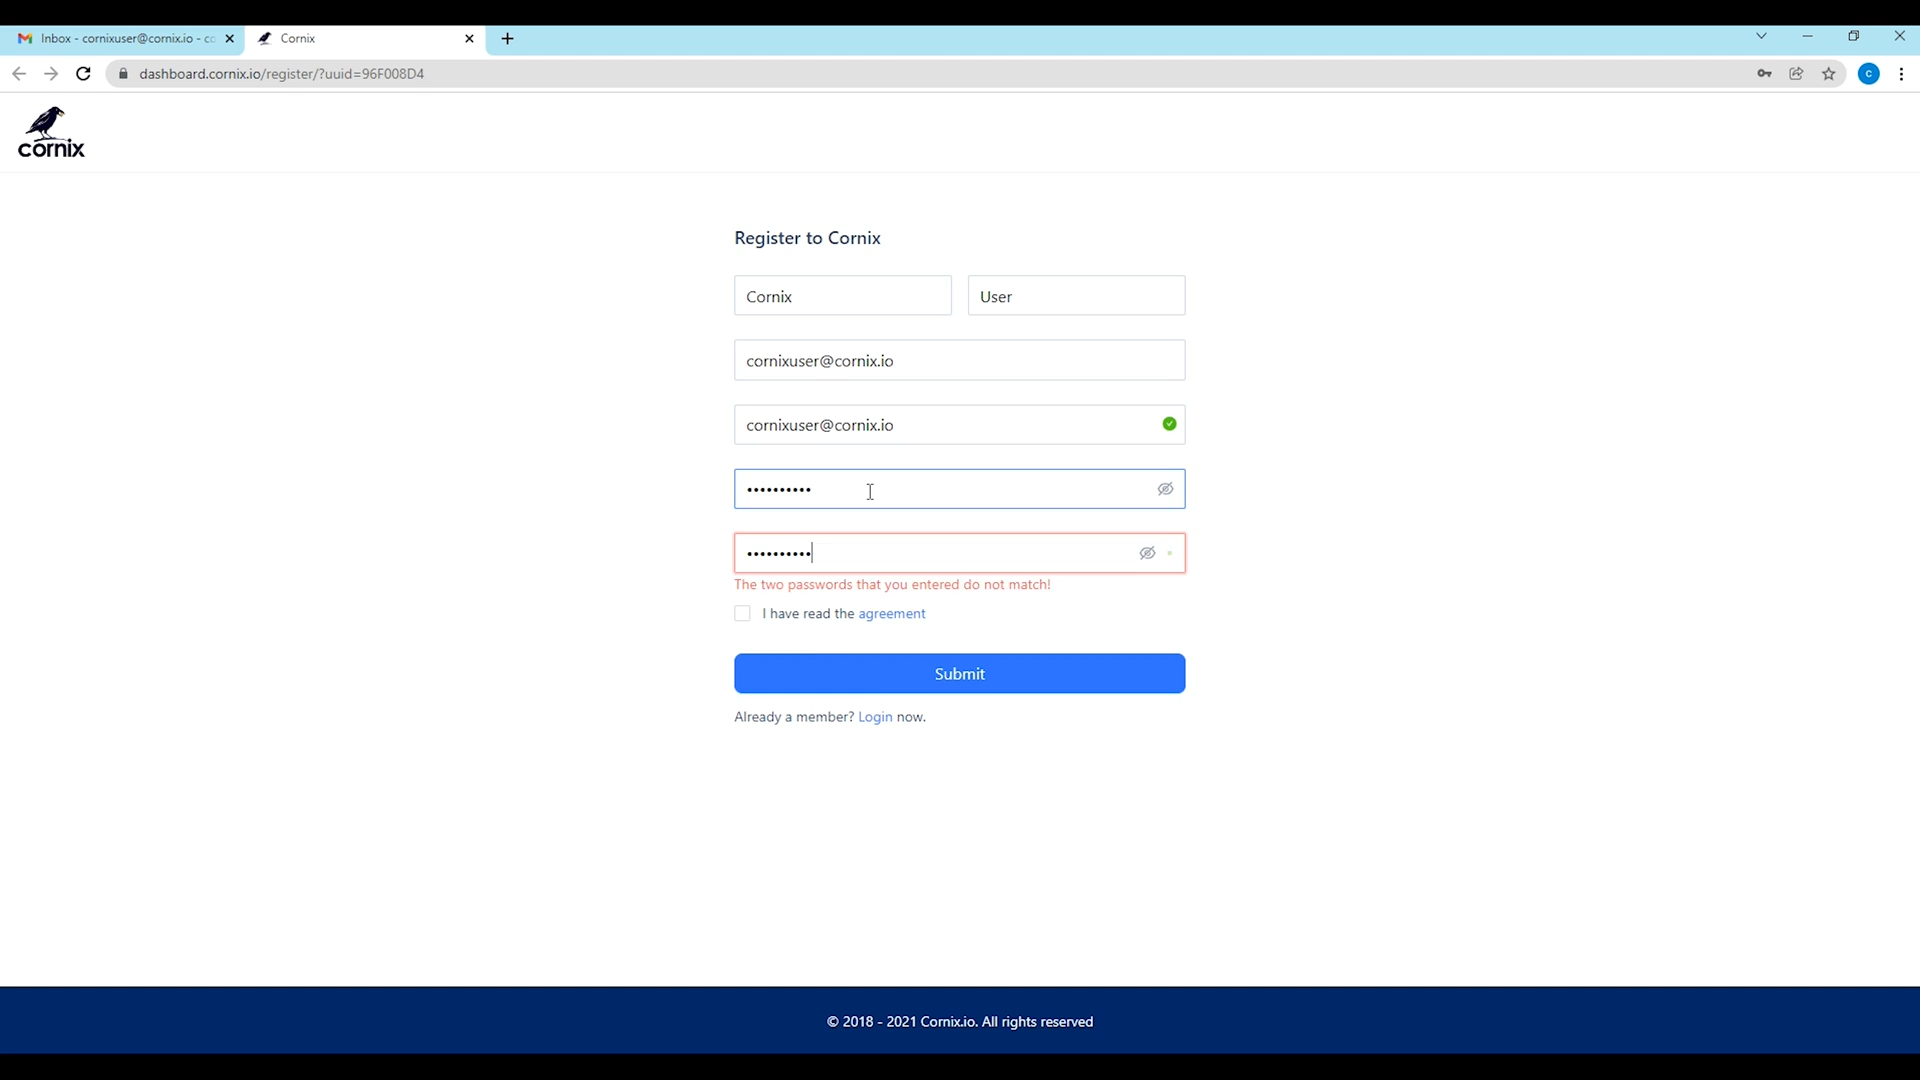 Inbox - cornixuser@cornix.io - co
Cornix
dashboard.cornix.io/register/?uuid=96F008D4
c
cornix
Register to Cornix
Cornix
User
cornixuser@cornix.io
cornixuser@cornix.io
••••••••••
••••••••••
The two passwords that you entered do not match!
I have read the agreement
Submit
Already a member? Login now.
© 2018 - 2021 Cornix.io. All rights reserved